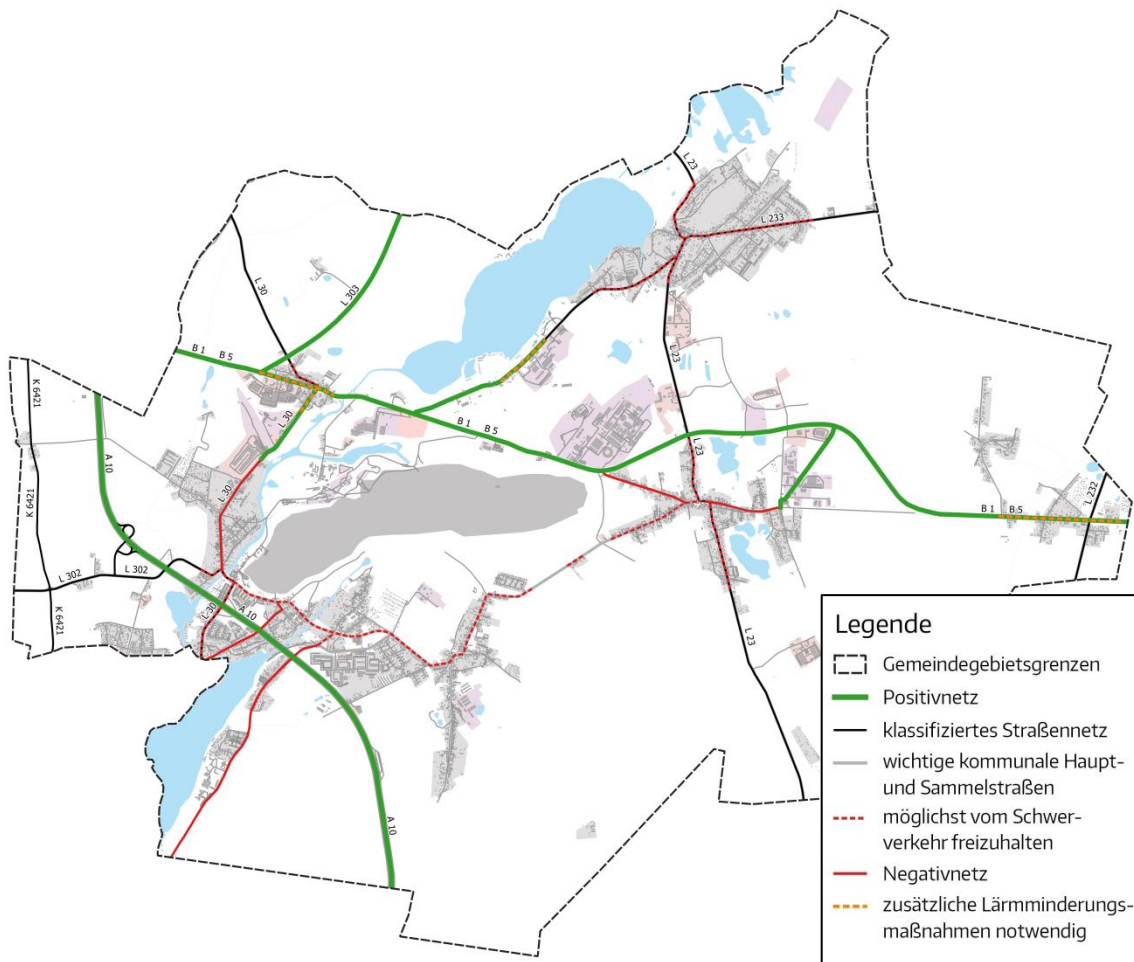 L 23
L 233
L 30
L 303
B 1 B 5
K 6421
A 10
L 30
L 23
B 1 B 5
L 23
K 6421
L 30
L 232
B 1 B 5
L 302
L 302
A 10
L 30
K 6421
L 23
A 10
Legende
Gemeindegebietsgrenzen
Positivnetz
klassifiziertes Straßennetz
wichtige kommunale Haupt-
und Sammelstraßen
möglichst vom Schwer-
verkehr freizuhalten
Negativnetz
zusätzliche Lärmminderungs-
maßnahmen notwendig